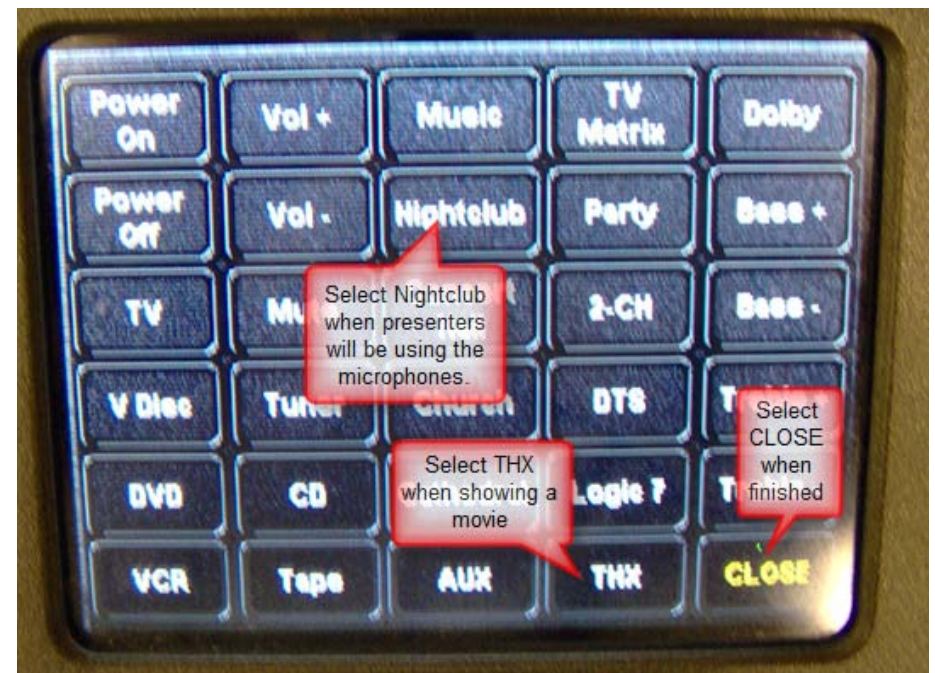 Power
On
Vol +
Music
TV
Matrix
Dolby
Power
Off
Vol -
Nightclub
Party
Bass +
TV
Select Nightclub
when presenters
will be using the
microphones.
2-CH
Bass -
V Disc
Tuner
Church
DTS
Select
CLOSE
when
finished
DVD
CD
Select THX
when showing a
movie
Logic 7
VCR
Tape
AUX
THX
CLOSE